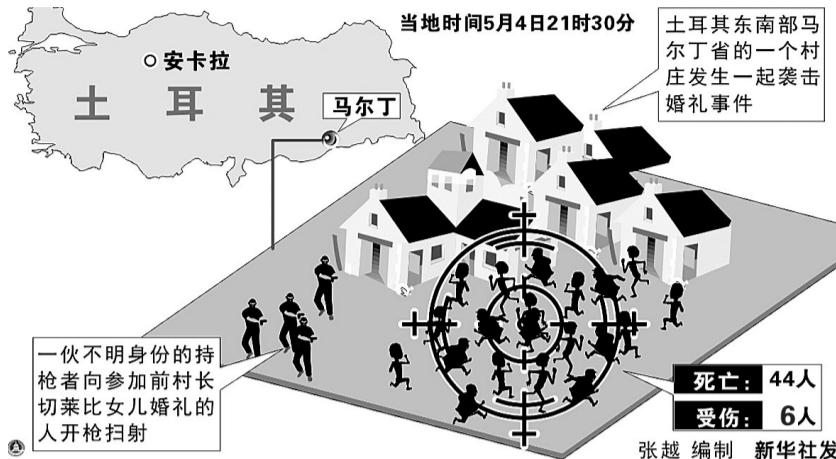 当地时间5月4日21时30分
土耳其东南部马
尔丁省的一个村
庄发生一起袭击
婚礼事件
安卡拉
土耳其
马尔丁
一伙不明身份的持
枪者向参加前村长
切莱比女儿婚礼的
人开枪扫射
死亡：44人
受伤：6人
张越 编制 新华社发